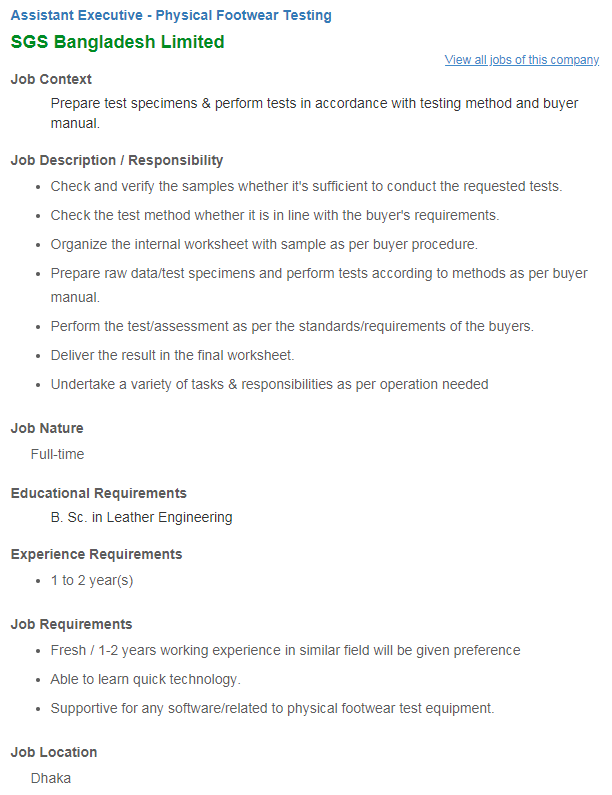 Assistant Executive - Physical Footwear Testing
SGS Bangladesh Limited
View all jobs of this company
Job Context
Prepare test specimens & perform tests in accordance with testing method and buyer
manual.
Job Description / Responsibility
• Check and verify the samples whether it's sufficient to conduct the requested tests.
• Check the test method whether it is in line with the buyer's requirements.
• Organize the internal worksheet with sample as per buyer procedure.
• Prepare raw data/test specimens and perform tests according to methods as per buyer
manual.
• Perform the test/assessment as per the standards/requirements of the buyers.
• Deliver the result in the final worksheet.
• Undertake a variety of tasks & responsibilities as per operation needed
Job Nature
Full-time
Educational Requirements
B. Sc. in Leather Engineering
Experience Requirements
• 1 to 2 year(s)
Job Requirements
• Fresh / 1-2 years working experience in similar field will be given preference
• Able to learn quick technology.
• Supportive for any software/related to physical footwear test equipment.
Job Location
Dhaka